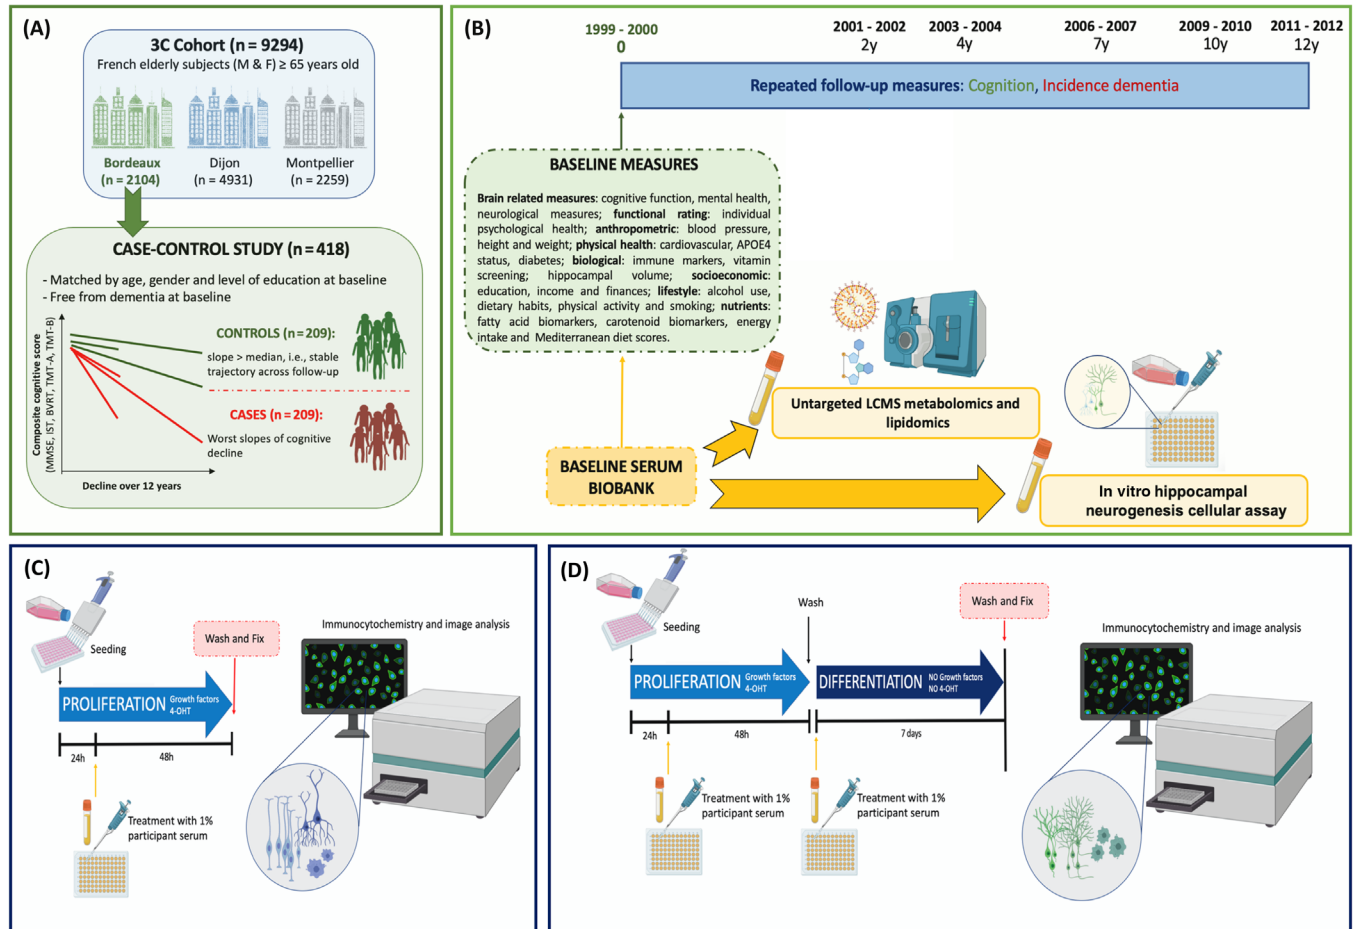 (A)
3C Cohort (n = 9294)
French elderly subjects (M & F) ≥ 65 years old
Bordeaux
(n = 2104)
Dijon
(n = 4931)
Montpellier
(n = 2259)
CASE-CONTROL STUDY (n = 418)
- Matched by age, gender and level of education at baseline
- Free from dementia at baseline
Composite cognitive score
(MMSE, IST, BVRT, TMT-A, TMT-B)
CONTROLS (n = 209):
slope > median, i.e., stable
trajectory across follow-up
CASES (n = 209):
Worst slopes of cognitive
decline
Decline over 12 years
(B)
1999 - 2000
0
2001 - 2002
2y
2003 - 2004
4y
2006 - 2007
7y
2009 - 2010
10y
2011 - 2012
12y
Repeated follow-up measures: Cognition, Incidence dementia
BASELINE MEASURES
Brain related measures: cognitive function, mental health,
neurological measures; functional rating: individual
psychological health; anthropometric: blood pressure,
height and weight; physical health: cardiovascular, APOE4
status, diabetes; biological: immune markers, vitamin
screening; hippocampal volume; socioeconomic:
education, income and finances; lifestyle: alcohol use,
dietary habits, physical activity and smoking; nutrients:
fatty acid biomarkers, carotenoid biomarkers, energy
intake and Mediterranean diet scores.
BASELINE SERUM
BIOBANK
Untargeted LCMS metabolomics and
lipidomics
In vitro hippocampal
neurogenesis cellular assay
(C)
Seeding
Wash and Fix
Immunocytochemistry and image analysis
PROLIFERATION
Growth factors
4-OHT
24h
48h
Treatment with 1%
participant serum
(D)
Seeding
Wash
Wash and Fix
Immunocytochemistry and image analysis
PROLIFERATION
Growth factors
4-OHT
DIFFERENTIATION
NO Growth factors
NO 4-OHT
24h
48h
7 days
Treatment with 1%
participant serum
Treatment with 1%
participant serum